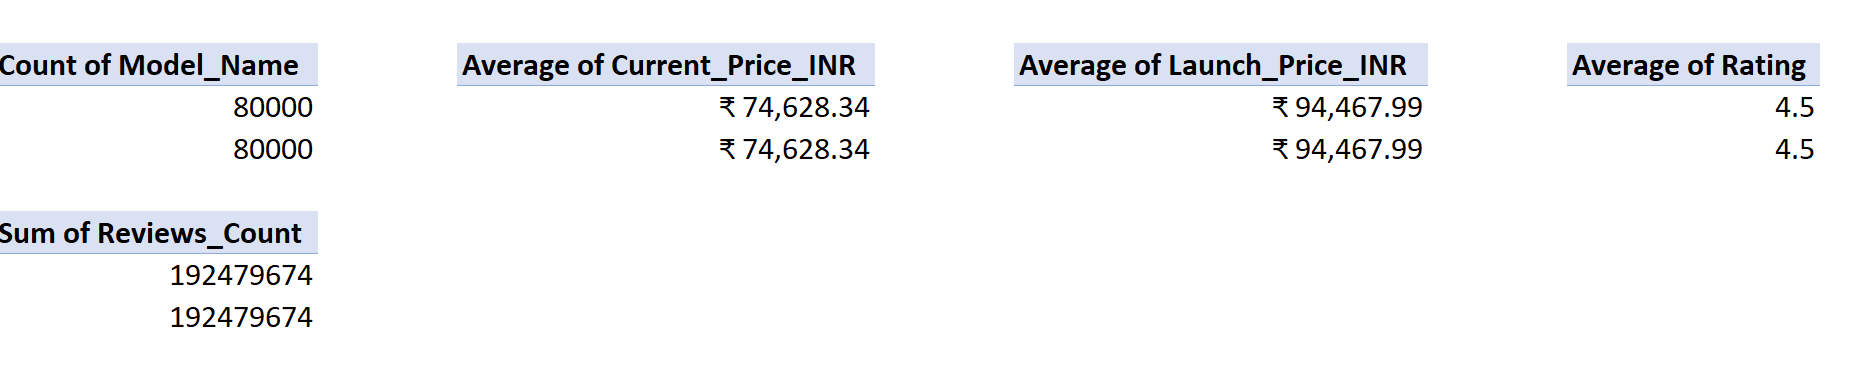 Count of Model_Name
80000
80000
Average of Current_Price_INR
₹ 74,628.34
₹ 74,628.34
Average of Launch_Price_INR
₹ 94,467.99
₹ 94,467.99
Average of Rating
4.5
4.5
Sum of Reviews_Count
192479674
192479674